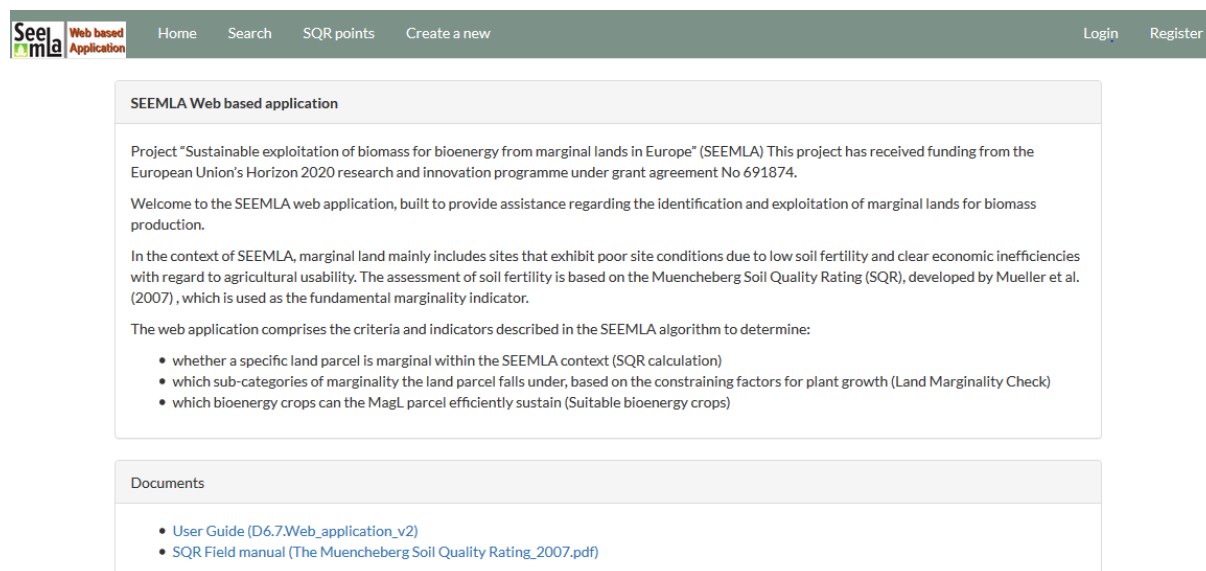 Seemla Web based Application Home Search SQR points Create a new Login Register
SEEMLA Web based application
Project “Sustainable exploitation of biomass for bioenergy from marginal lands in Europe” (SEEMLA) This project has received funding from the
European Union’s Horizon 2020 research and innovation programme under grant agreement No 691874.
Welcome to the SEEMLA web application, built to provide assistance regarding the identification and exploitation of marginal lands for biomass
production.
In the context of SEEMLA, marginal land mainly includes sites that exhibit poor site conditions due to low soil fertility and clear economic inefficiencies
with regard to agricultural usability. The assessment of soil fertility is based on the Muencheberg Soil Quality Rating (SQR), developed by Mueller et al.
(2007) , which is used as the fundamental marginality indicator.
The web application comprises the criteria and indicators described in the SEEMLA algorithm to determine:
• whether a specific land parcel is marginal within the SEEMLA context (SQR calculation)
• which sub-categories of marginality the land parcel falls under, based on the constraining factors for plant growth (Land Marginality Check)
• which bioenergy crops can the MagL parcel efficiently sustain (Suitable bioenergy crops)
Documents
• User Guide (D6.7.Web_application_v2)
• SQR Field manual (The Muencheberg Soil Quality Rating_2007.pdf)